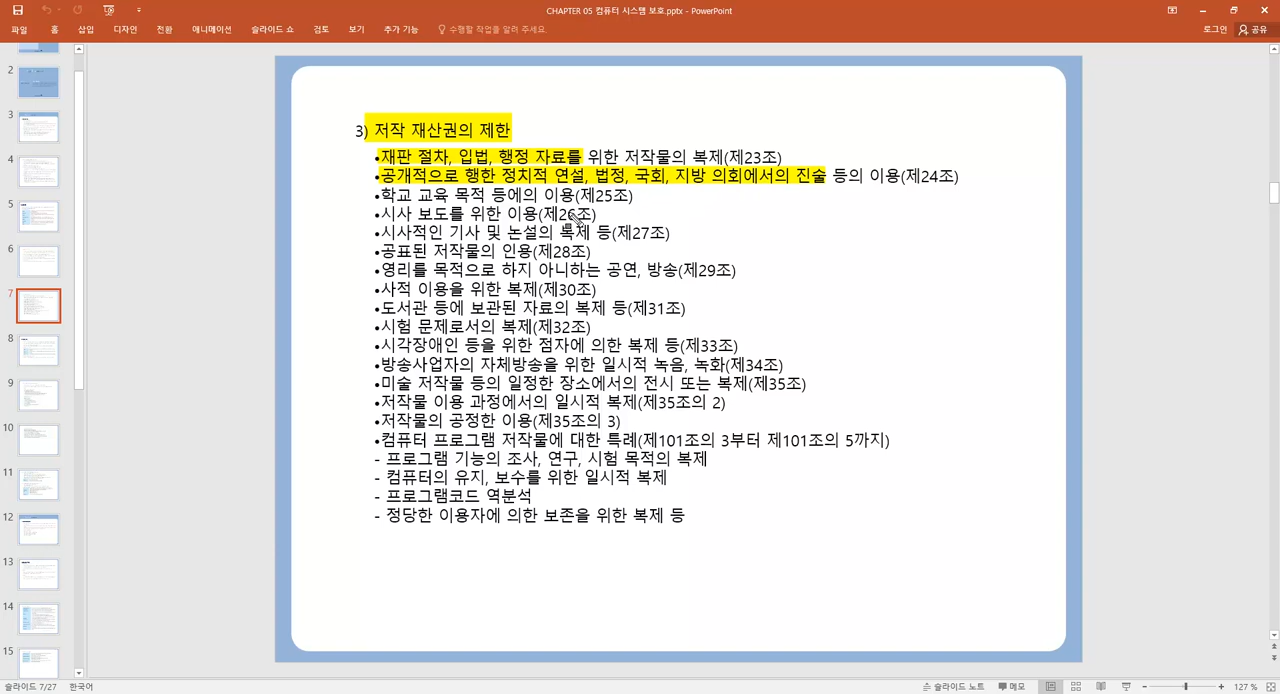 CHAPTER 05 컴퓨터 시스템 보호.pptx - PowerPoint
파일 홈 삽입 디자인 전환 애니메이션 슬라이드 쇼 검토 보기 추가 기능 수행할 작업을 알려 주세요. 로그인 공유
3) 저작 재산권의 제한
•재판 절차, 입법, 행정 자료를 위한 저작물의 복제(제23조)
•공개적으로 행한 정치적 연설, 법정, 국회, 지방 의회에서의 진술 등의 이용(제24조)
•학교 교육 목적 등에의 이용(제25조)
•시사 보도를 위한 이용(제26조)
•시사적인 기사 및 논설의 복제 등(제27조)
•공표된 저작물의 인용(제28조)
•영리를 목적으로 하지 아니하는 공연, 방송(제29조)
•사적 이용을 위한 복제(제30조)
•도서관 등에 보관된 자료의 복제 등(제31조)
•시험 문제로서의 복제(제32조)
•시각장애인 등을 위한 점자에 의한 복제 등(제33조)
•방송사업자의 자체방송을 위한 일시적 녹음, 녹화(제34조)
•미술 저작물 등의 일정한 장소에서의 전시 또는 복제(제35조)
•저작물 이용 과정에서의 일시적 복제(제35조의 2)
•저작물의 공정한 이용(제35조의 3)
•컴퓨터 프로그램 저작물에 대한 특례(제101조의 3부터 제101조의 5까지)
- 프로그램 기능의 조사, 연구, 시험 목적의 복제
- 컴퓨터의 유지, 보수를 위한 일시적 복제
- 프로그램코드 역분석
- 정당한 이용자에 의한 보존을 위한 복제 등
2
3
4
5
6
7
8
9
10
11
12
13
14
15
슬라이드 7/27 한국어 슬라이드 노트 메모 127 %